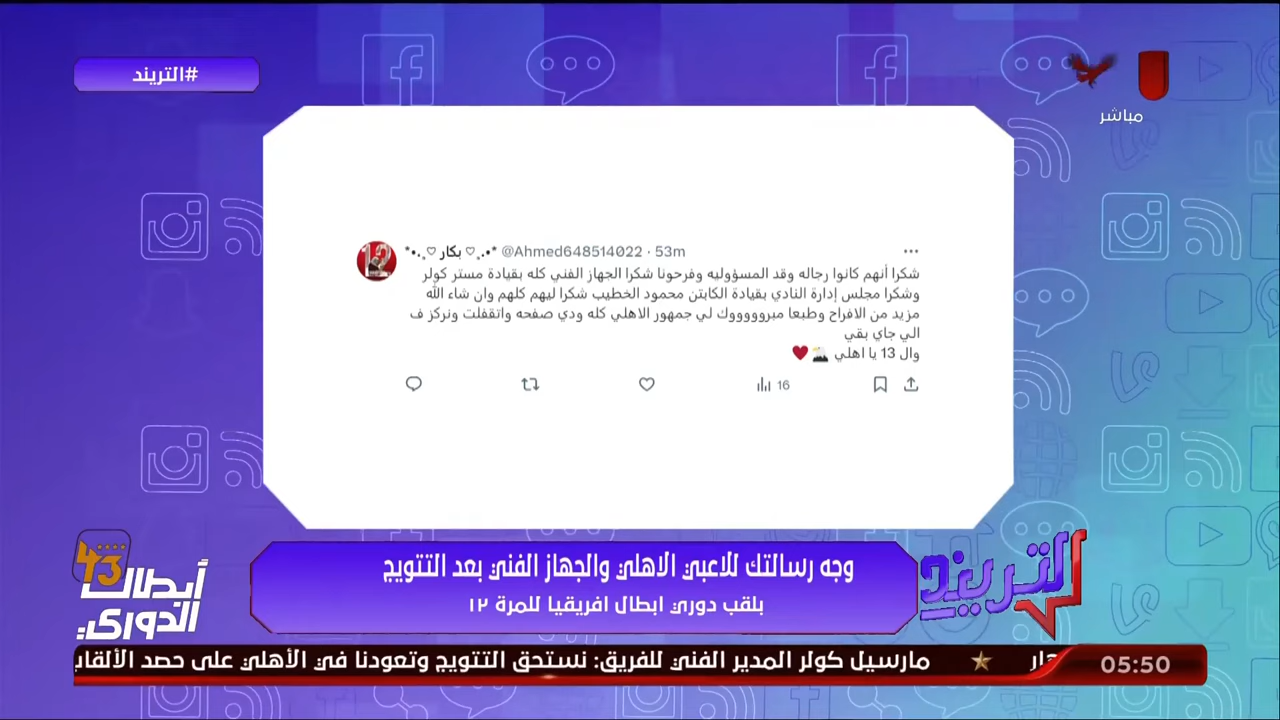 #التريند
مباشر
*•.¸♡ بكار ♡¸.•* @Ahmed648514022 · 53m
شكرا أنهم كانوا رجاله وقد المسؤوليه وفرحونا شكرا الجهاز الفني كله بقيادة مستر كولر
وشكرا مجلس إدارة النادي بقيادة الكابتن محمود الخطيب شكرا ليهم كلهم وان شاء الله
مزيد من الافراح وطبعا مبروووووك لي جمهور الاهلي كله ودي صفحه واتقفلت ونركز ف
الي جاي بقي
وال 13 يا اهلي
16
وجه رسالتك للاعبي الاهلي والجهاز الفني بعد التتويج
بلقب دوري ابطال افريقيا للمرة ١٢
التريند
43
أبطال
الدوري
مارسيل كولر المدير الفني للفريق: نستحق التتويج وتعودنا في الأهلي على حصد الألقاب
05:50